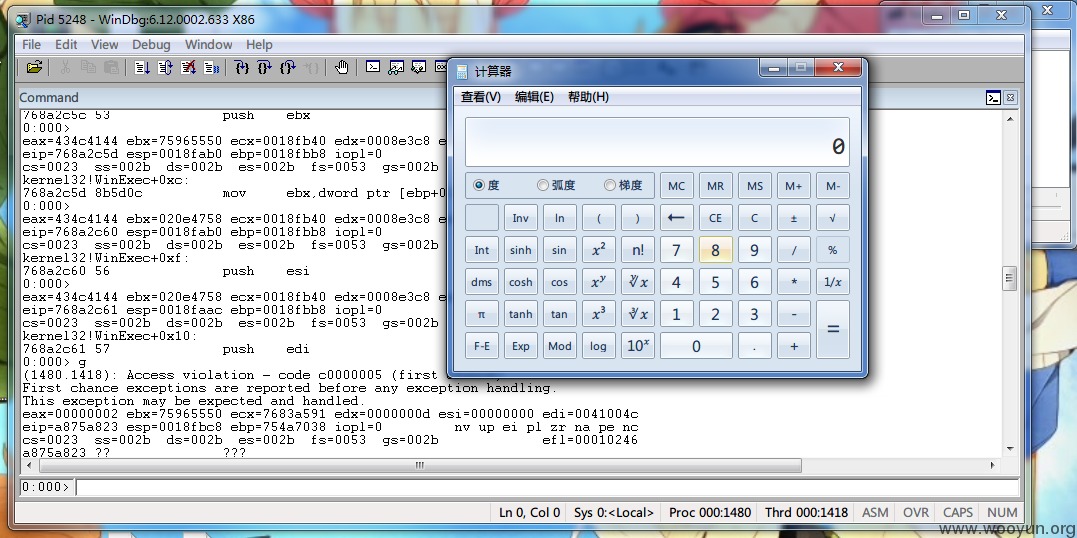 Pid 5248 - WinDbg:6.12.0002.633 X86
File Edit View Debug Window Help
Command
768a2c5c 53 push ebx
0:000>
eax=434c4144 ebx=75965550 ecx=0018fb40 edx=0008e3c8 e
eip=768a2c5d esp=0018fab0 ebp=0018fbb8 iopl=0
cs=0023 ss=002b ds=002b es=002b fs=0053 gs=002b
kernel32!WinExec+0xc:
768a2c5d 8b5d0c mov ebx,dword ptr [ebp+0
0:000>
eax=434c4144 ebx=020e4758 ecx=0018fb40 edx=0008e3c8 e
eip=768a2c60 esp=0018fab0 ebp=0018fbb8 iopl=0
cs=0023 ss=002b ds=002b es=002b fs=0053 gs=002b
kernel32!WinExec+0xf:
768a2c60 56 push esi
0:000>
eax=434c4144 ebx=020e4758 ecx=0018fb40 edx=0008e3c8 e
eip=768a2c61 esp=0018faac ebp=0018fbb8 iopl=0
cs=0023 ss=002b ds=002b es=002b fs=0053 gs=002b
kernel32!WinExec+0x10:
768a2c61 57 push edi
0:000> g
(1480.1418): Access violation - code c0000005 (first
First chance exceptions are reported before any exception handling.
This exception may be expected and handled.
eax=00000002 ebx=75965550 ecx=7683a591 edx=0000000d esi=00000000 edi=0041004c
eip=a875a823 esp=0018fbc8 ebp=754a7038 iopl=0 nv up ei pl zr na pe nc
cs=0023 ss=002b ds=002b es=002b fs=0053 gs=002b efl=00010246
a875a823 ?? ???
0:000>
Ln 0, Col 0 Sys 0:<Local> Proc 000:1480 Thrd 000:1418 ASM OVR CAPS NUM
计算器
查看(V) 编辑(E) 帮助(H)
0
度 弧度 梯度 MC MR MS M+ M-
Inv ln ( ) ← CE C ± √
Int sinh sin x² n! 7 8 9 / %
dms cosh cos xʸ ʸ√x 4 5 6 * 1/x
π tanh tan x³ ³√x 1 2 3 - =
F-E Exp Mod log 10ˣ 0 . +
www.wooyun.org